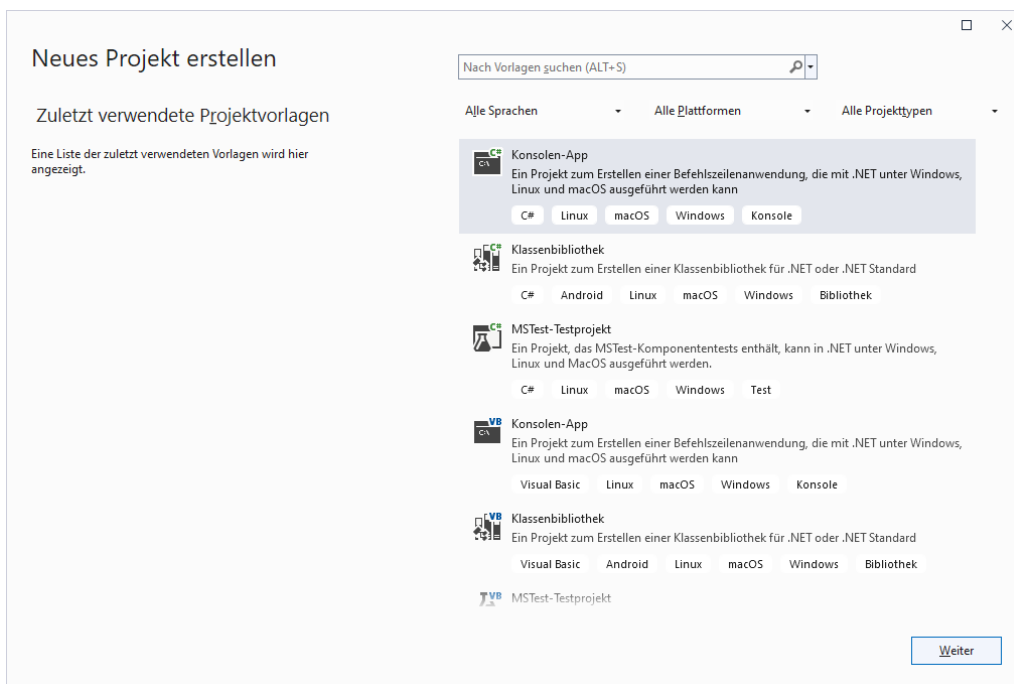 Neues Projekt erstellen
Nach Vorlagen suchen (ALT+S)
Zuletzt verwendete Projektvorlagen
Alle Sprachen Alle Plattformen Alle Projekttypen
Eine Liste der zuletzt verwendeten Vorlagen wird hier
angezeigt.
C#
C:\
Konsolen-App
Ein Projekt zum Erstellen einer Befehlszeilenanwendung, die mit .NET unter Windows,
Linux und macOS ausgeführt werden kann
C# Linux macOS Windows Konsole
C#
Klassenbibliothek
Ein Projekt zum Erstellen einer Klassenbibliothek für .NET oder .NET Standard
C# Android Linux macOS Windows Bibliothek
C#
MSTest-Testprojekt
Ein Projekt, das MSTest-Komponententests enthält, kann in .NET unter Windows,
Linux und MacOS ausgeführt werden.
C# Linux macOS Windows Test
VB
C:\
Konsolen-App
Ein Projekt zum Erstellen einer Befehlszeilenanwendung, die mit .NET unter Windows,
Linux und macOS ausgeführt werden kann
Visual Basic Linux macOS Windows Konsole
VB
Klassenbibliothek
Ein Projekt zum Erstellen einer Klassenbibliothek für .NET oder .NET Standard
Visual Basic Android Linux macOS Windows Bibliothek
VB
MSTest-Testprojekt
Weiter